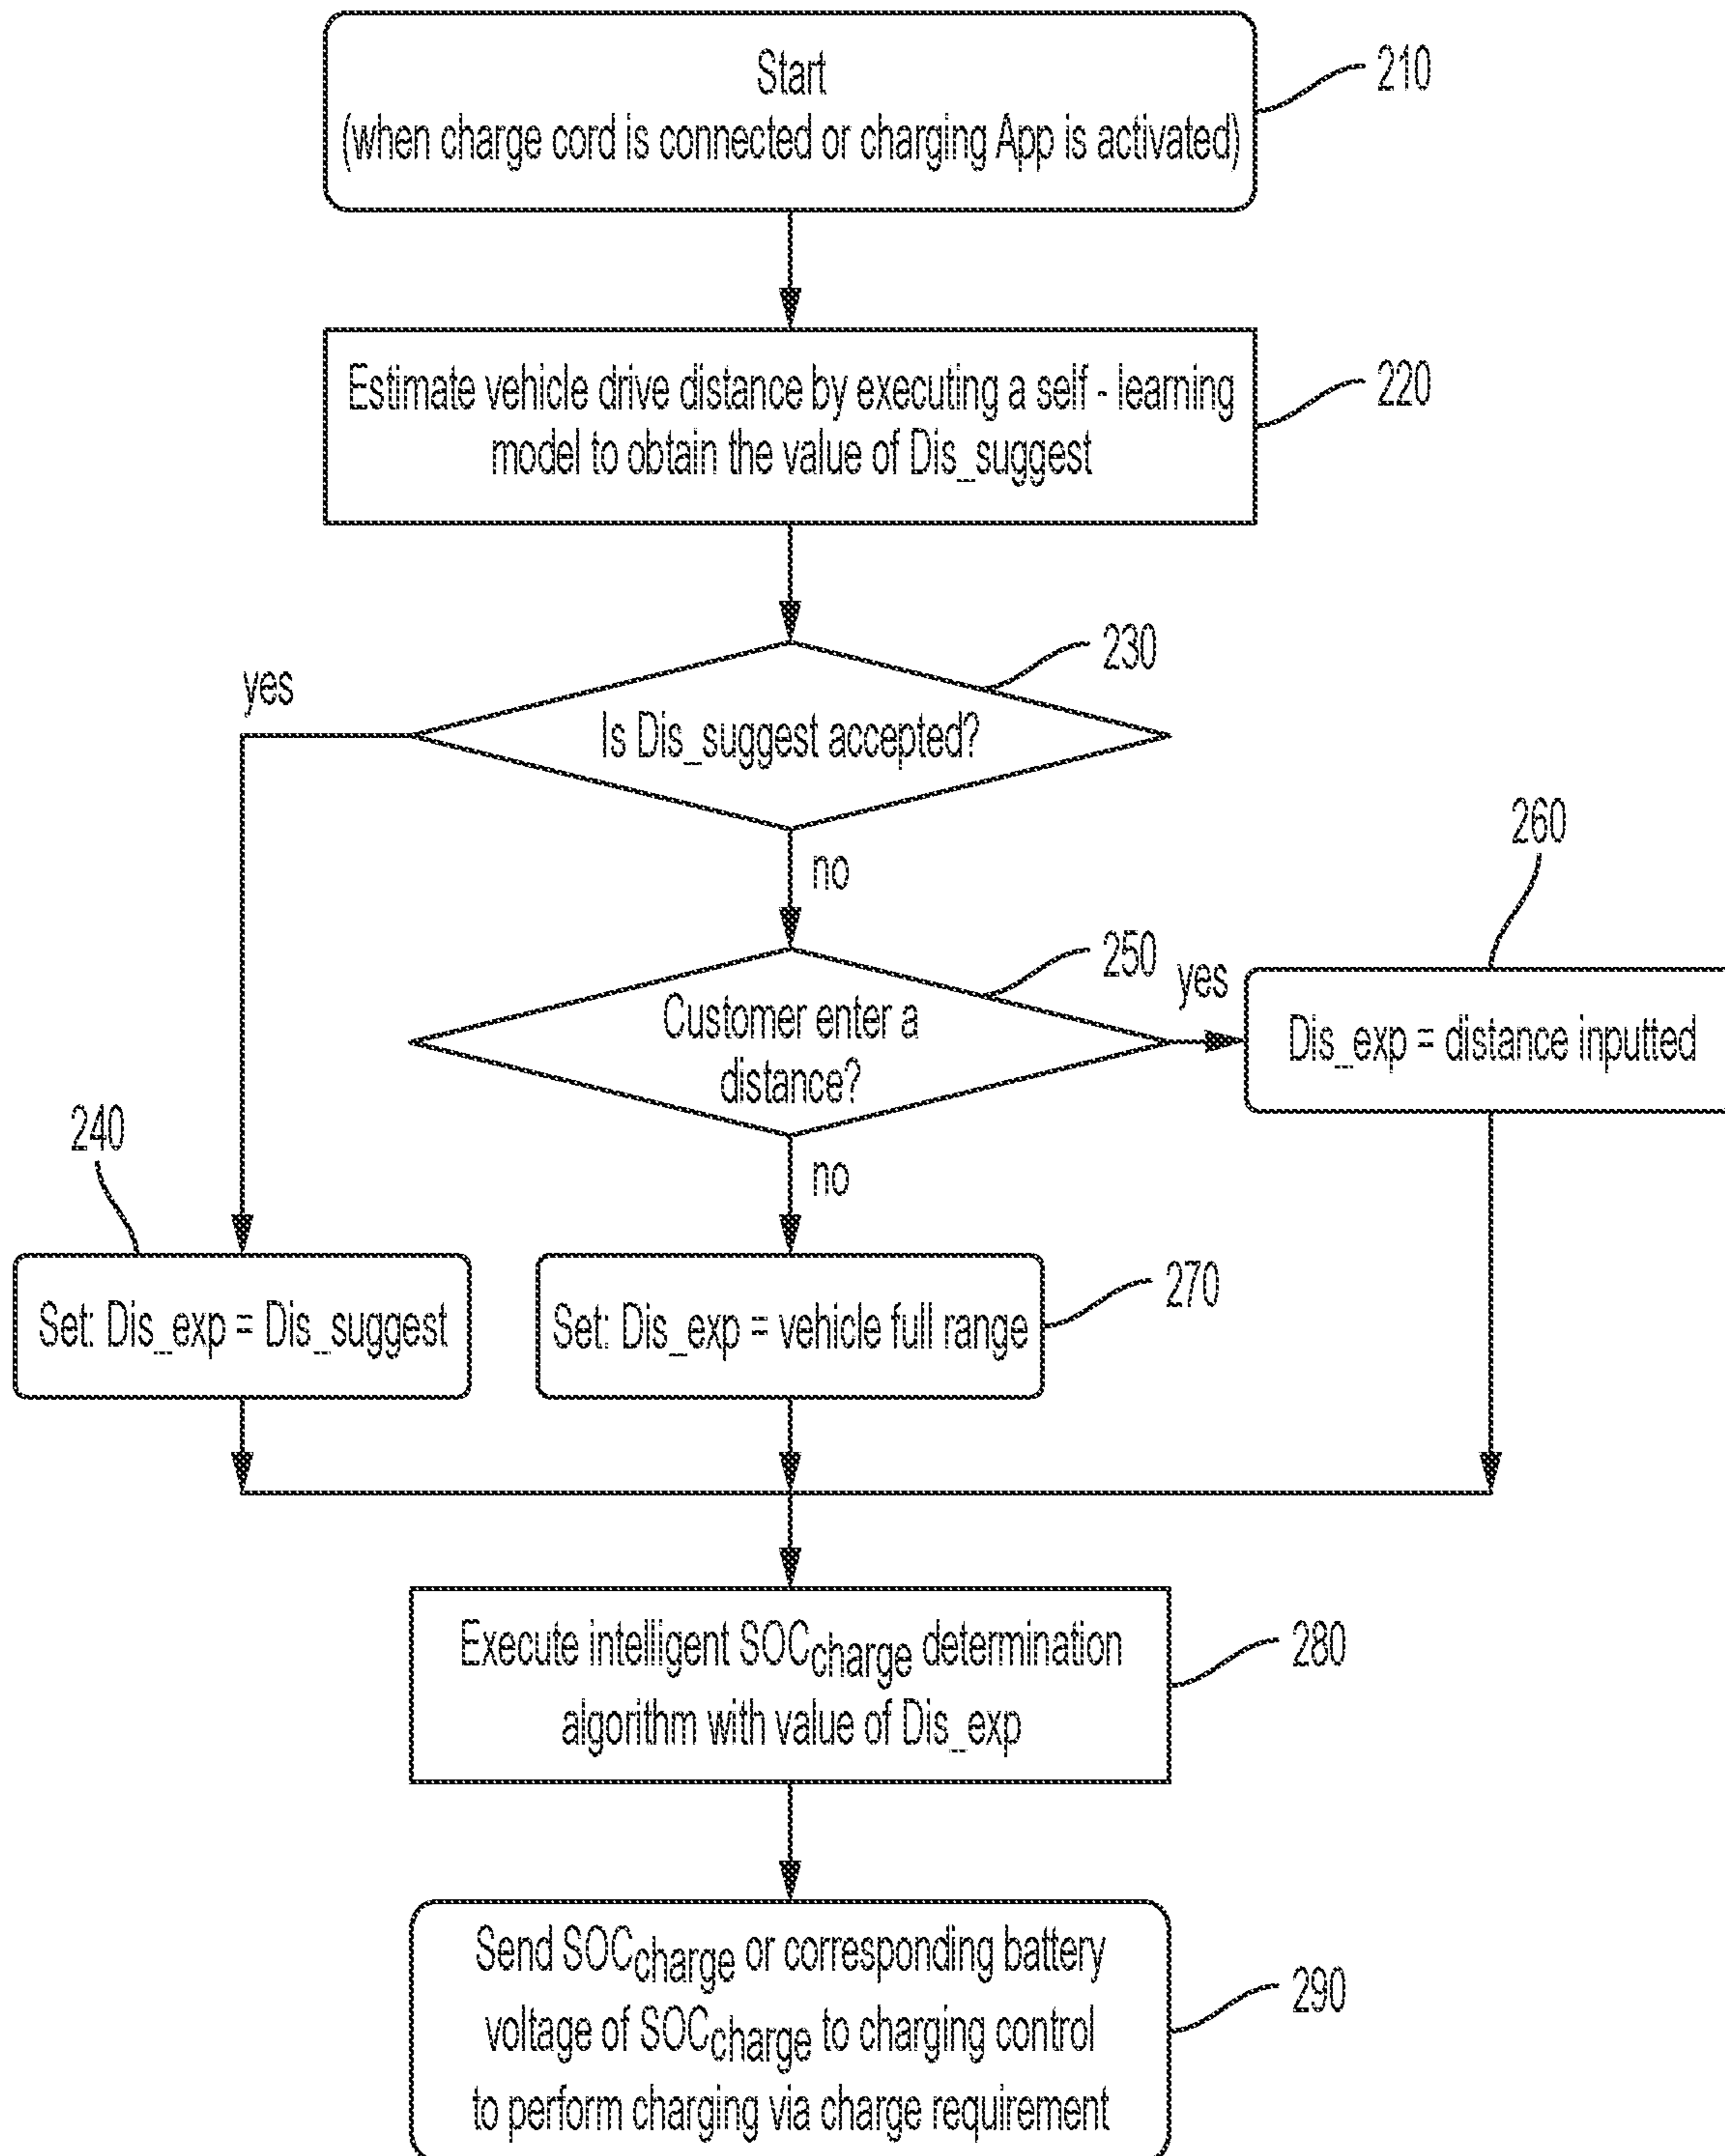 Start
(when charge cord is connected or charging App is activated)
210
Estimate vehicle drive distance by executing a self - learning
model to obtain the value of Dis_suggest
220
230
yes
Is Dis_suggest accepted?
260
no
250
yes
Customer enter a
distance?
Dis_exp = distance inputted
240
no
270
Set: Dis_exp = Dis_suggest
Set: Dis_exp = vehicle full range
Execute intelligent SOCcharge determination
algorithm with value of Dis_exp
280
Send SOCcharge or corresponding battery
voltage of SOCcharge to charging control
to perform charging via charge requirement
290